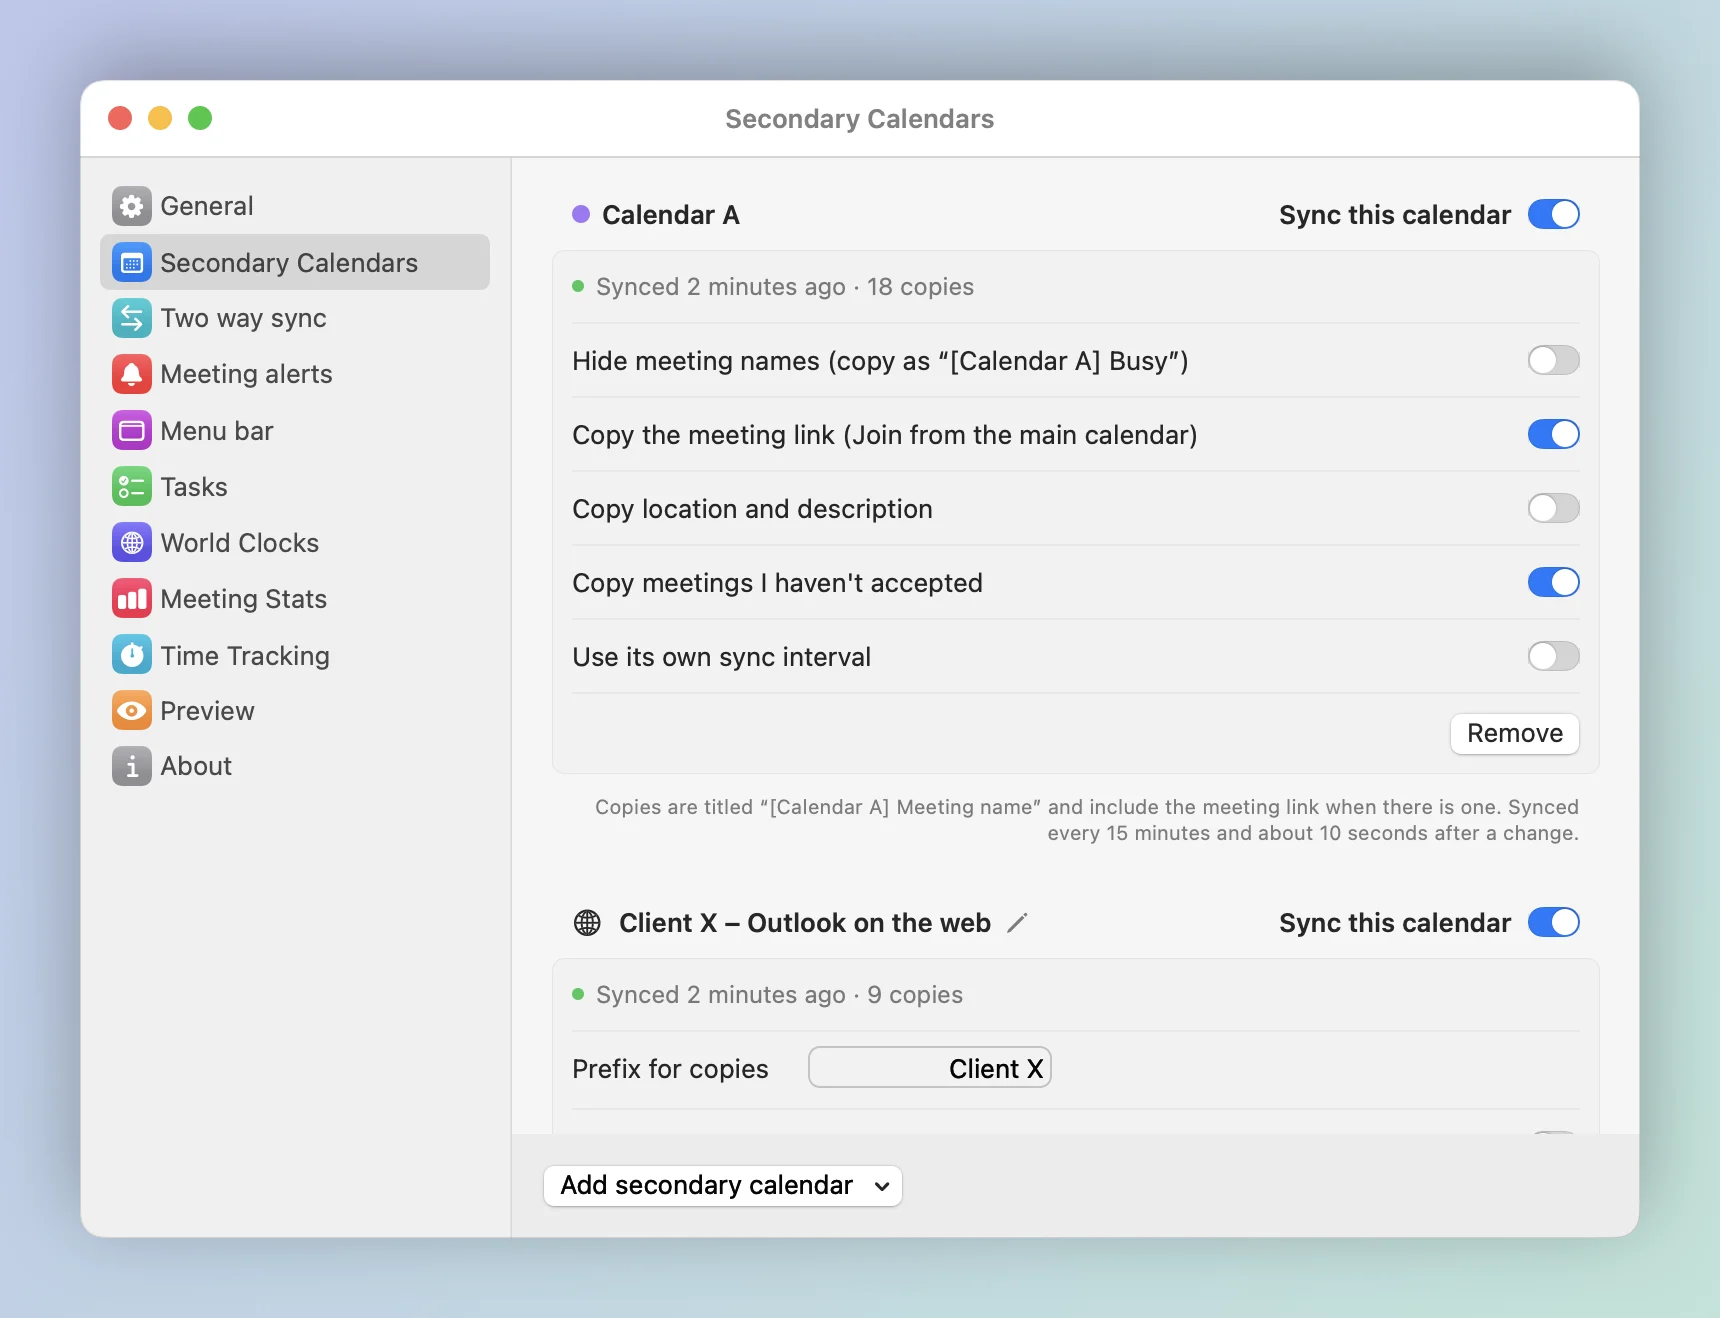 Secondary Calendars
General
Secondary Calendars
Two way sync
Meeting alerts
Menu bar
Tasks
World Clocks
Meeting Stats
Time Tracking
Preview
About
Calendar A
Sync this calendar
Synced 2 minutes ago · 18 copies
Hide meeting names (copy as “[Calendar A] Busy”)
Copy the meeting link (Join from the main calendar)
Copy location and description
Copy meetings I haven't accepted
Use its own sync interval
Remove
Copies are titled “[Calendar A] Meeting name” and include the meeting link when there is one. Synced
every 15 minutes and about 10 seconds after a change.
Client X – Outlook on the web
Sync this calendar
Synced 2 minutes ago · 9 copies
Prefix for copies
Client X
Add secondary calendar